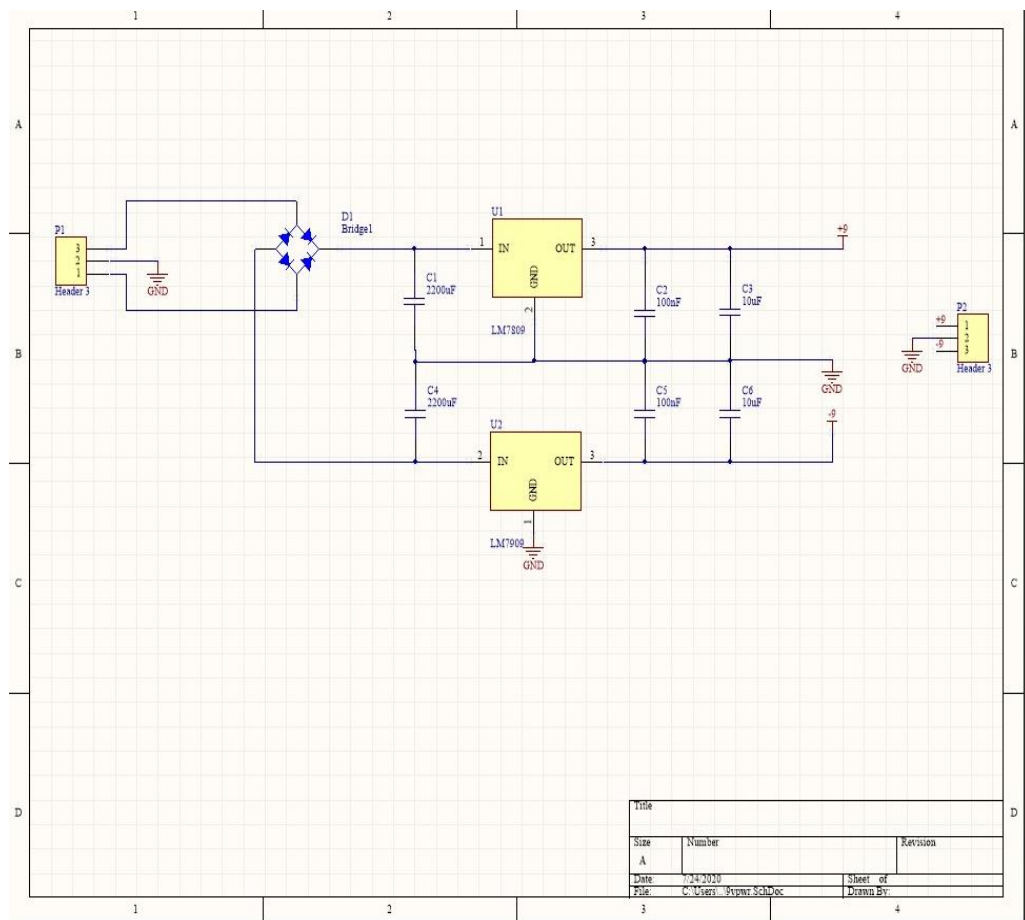 1 2 3 4
A A
P1
3
2
1
Header 3
GND
D1
Bridge1
U1
1 IN OUT 3
GND
2
LM7809
C1
2200uF
C2
100nF
C3
10uF
+9
B B
P2
+9 1
2
-9 3
GND
Header 3
GND
C4
2200uF
C5
100nF
C6
10uF
-9
U2
2 IN OUT 3
GND
1
LM7909
GND
C C
D D
Title
Size Number Revision
A
Date: 7/24/2020 Sheet of
File: C:\Users\...\9vpwr.SchDoc Drawn By:
1 2 3 4